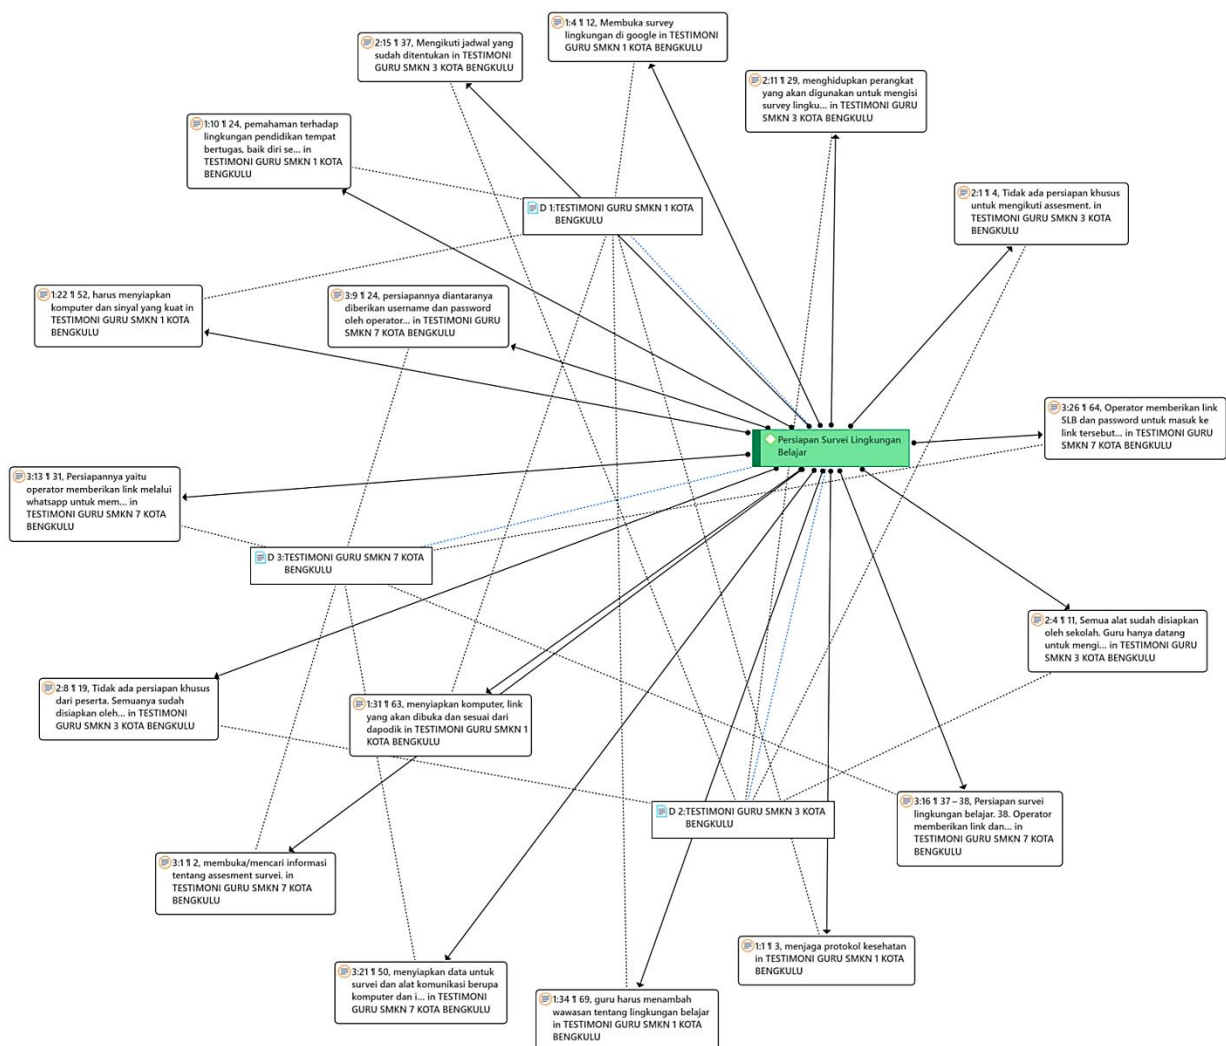 1:4 ¶ 12, Membuka survey
lingkungan di google in TESTIMONI
GURU SMKN 1 KOTA BENGKULU
2:15 ¶ 37, Mengikuti jadwal yang
sudah ditentukan in TESTIMONI
GURU SMKN 3 KOTA BENGKULU
2:11 ¶ 29, menghidupkan perangkat
yang akan digunakan untuk mengisi
survey lingku... in TESTIMONI GURU
SMKN 3 KOTA BENGKULU
1:10 ¶ 24, pemahaman terhadap
lingkungan pendidikan tempat
bertugas, baik diri se... in
TESTIMONI GURU SMKN 1 KOTA
BENGKULU
2:1 ¶ 4, Tidak ada persiapan khusus
untuk mengikuti assesment. in
TESTIMONI GURU SMKN 3 KOTA
BENGKULU
D 1:TESTIMONI GURU SMKN 1 KOTA
BENGKULU
1:22 ¶ 52, harus menyiapkan
komputer dan sinyal yang kuat in
TESTIMONI GURU SMKN 1 KOTA
BENGKULU
3:9 ¶ 24, persiapannya diantaranya
diberikan username dan password
oleh operator... in TESTIMONI GURU
SMKN 7 KOTA BENGKULU
3:26 ¶ 64, Operator memberikan link
SLB dan password untuk masuk ke
link tersebut... in TESTIMONI GURU
SMKN 7 KOTA BENGKULU
Persiapan Survei Lingkungan
Belajar
3:13 ¶ 31, Persiapannya yaitu
operator memberikan link melalui
whatsapp untuk mem... in
TESTIMONI GURU SMKN 7 KOTA
BENGKULU
D 3:TESTIMONI GURU SMKN 7 KOTA
BENGKULU
2:4 ¶ 11, Semua alat sudah disiapkan
oleh sekolah. Guru hanya datang
untuk mengi... in TESTIMONI GURU
SMKN 3 KOTA BENGKULU
2:8 ¶ 19, Tidak ada persiapan khusus
dari peserta. Semuanya sudah
disiapkan oleh... in TESTIMONI
GURU SMKN 3 KOTA BENGKULU
1:31 ¶ 63, menyiapkan komputer, link
yang akan dibuka dan sesuai dari
dapodik in TESTIMONI GURU SMKN 1
KOTA BENGKULU
D 2:TESTIMONI GURU SMKN 3 KOTA
BENGKULU
3:16 ¶ 37 – 38, Persiapan survei
lingkungan belajar. 38. Operator
memberikan link dan... in
TESTIMONI GURU SMKN 7 KOTA
BENGKULU
3:1 ¶ 2, membuka/mencari informasi
tentang assesment survei. in
TESTIMONI GURU SMKN 7 KOTA
BENGKULU
1:1 ¶ 3, menjaga protokol kesehatan
in TESTIMONI GURU SMKN 1 KOTA
BENGKULU
3:21 ¶ 50, menyiapkan data untuk
survei dan alat komunikasi berupa
komputer dan i... in TESTIMONI
GURU SMKN 7 KOTA BENGKULU
1:34 ¶ 69, guru harus menambah
wawasan tentang lingkungan belajar
in TESTIMONI GURU SMKN 1 KOTA
BENGKULU